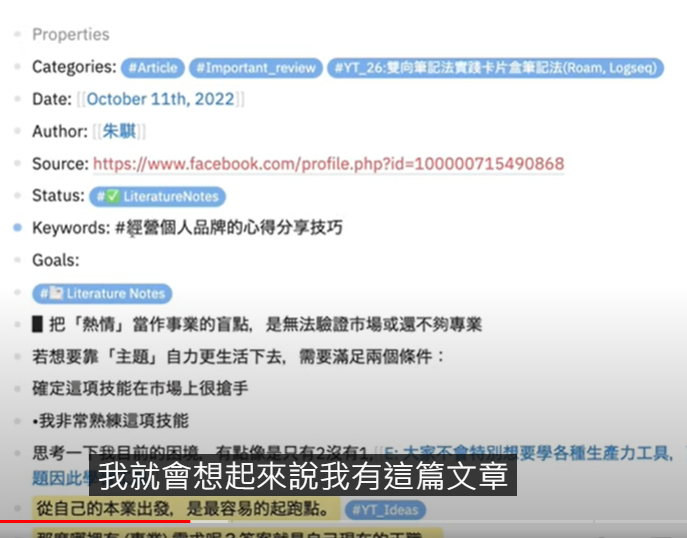 Properties
Categories: #Article #Important_review #YT_26:雙向筆記法實踐卡片盒筆記法(Roam, Logseq)
Date: [[October 11th, 2022]]
Author: [[朱騏]]
Source: https://www.facebook.com/profile.php?id=100000715490868
Status: #✅ LiteratureNotes
Keywords: #經營個人品牌的心得分享技巧
Goals:
#📑 Literature Notes
█ 把「熱情」當作事業的盲點，是無法驗證市場或還不夠專業
若想要靠「主題」自力更生活下去，需要滿足兩個條件：
確定這項技能在市場上很搶手
•我非常熟練這項技能
思考一下我目前的困境，有點像是只有2沒有1, E: 大家不會特別想要學各種生產力工具,
題因此學
我就會想起來說我有這篇文章
從自己的本業出發，是最容易的起跑點。 #YT_Ideas